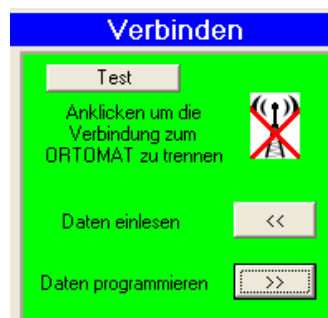 Verbinden
Test
Anklicken um die
Verbindung zum
ORTOMAT zu trennen
Daten einlesen <<
Daten programmieren >>